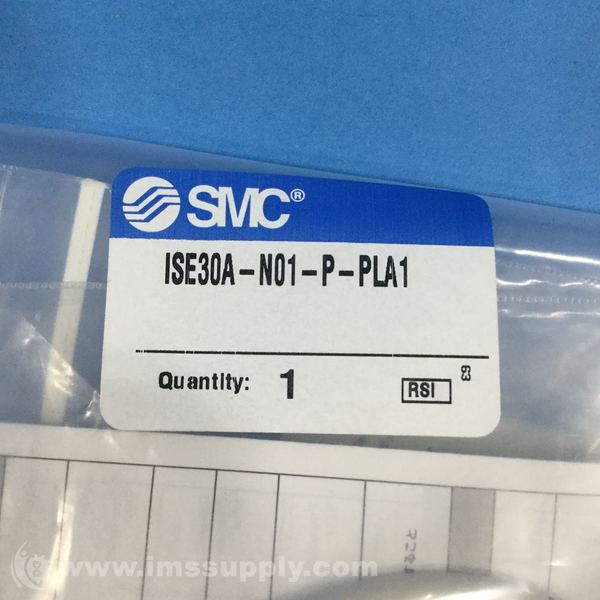 SMC®
ISE30A-N01-P-PLA1
Quantity: 1
RSI
www.imssupply.com